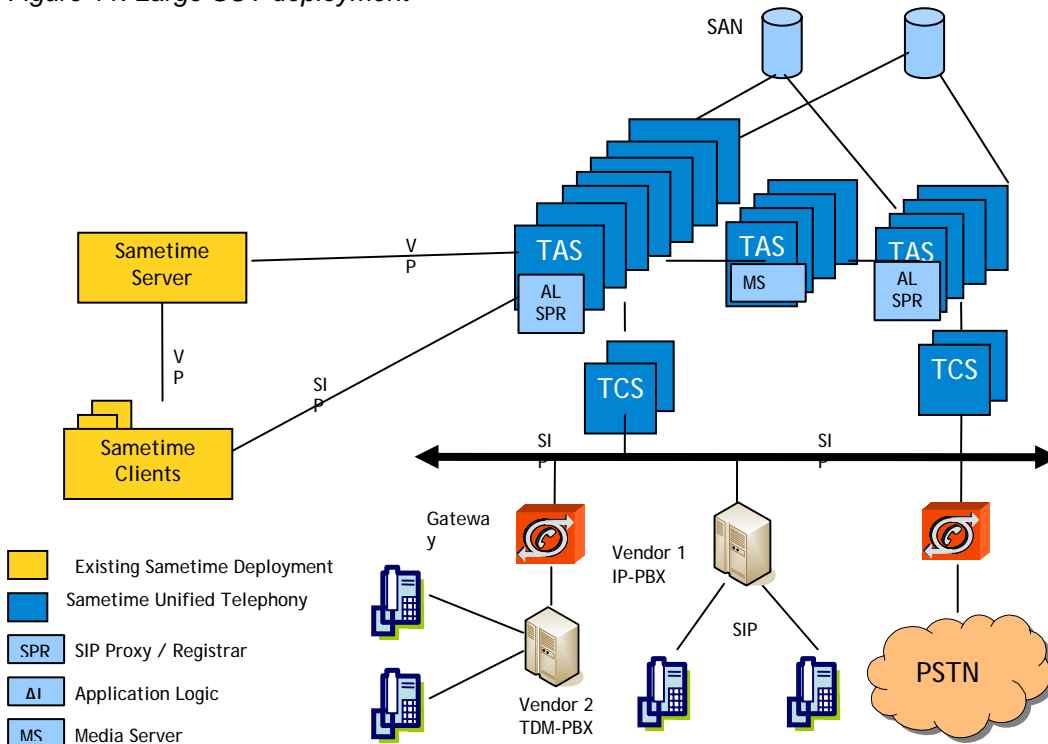 SAN
Sametime
Server
V
P
TAS
AL
SPR
TAS
MS
TAS
AL
SPR
V
P
SI
P
TCS
TCS
Sametime
Clients
SI
P
SI
P
Gatewa
y
Vendor 1
IP-PBX
Existing Sametime Deployment
Sametime Unified Telephony
SPR SIP Proxy / Registrar
AL Application Logic
MS Media Server
SIP
Vendor 2
TDM-PBX
PSTN